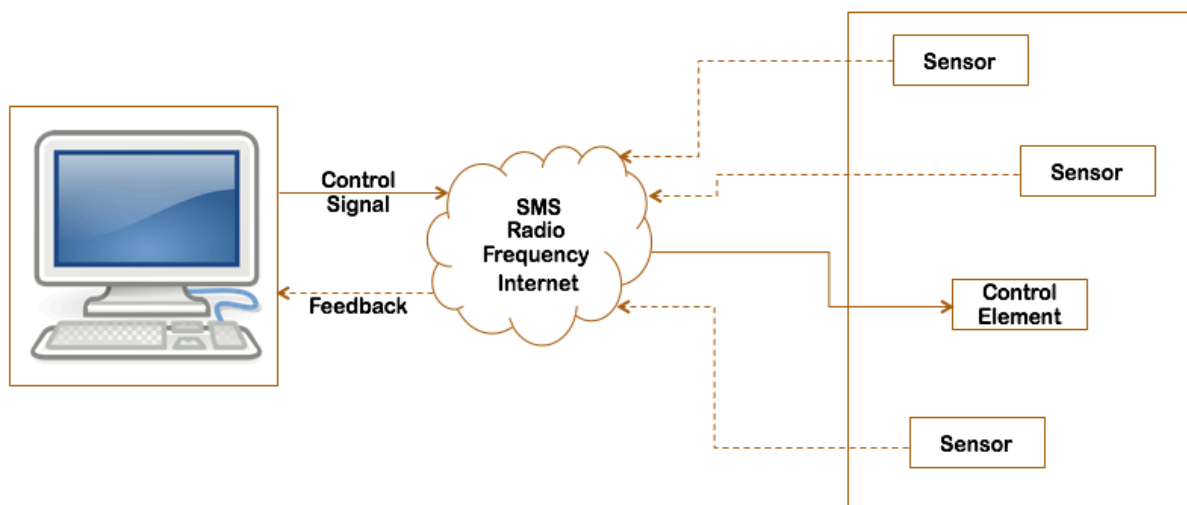 Control
Signal
Feedback
SMS
Radio
Frequency
Internet
Sensor
Sensor
Control
Element
Sensor